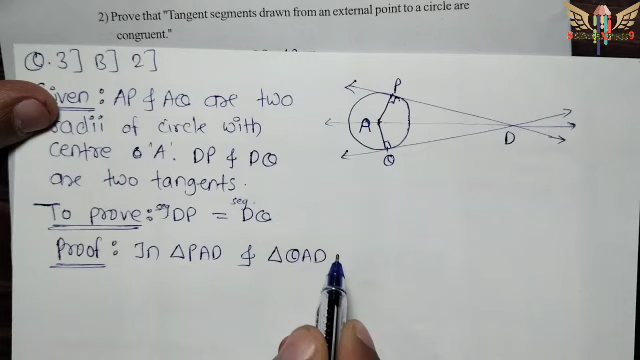 2) Prove that "Tangent segments drawn from an external point to a circle are
congruent."
Q.3] B] 2]
Given: AP & AQ are two
radii of circle with
centre 'A'. DP & DQ
are two tangents.
To prove: seg DP = seg DQ
Proof: In △PAD & △QAD
P
A
Q
D